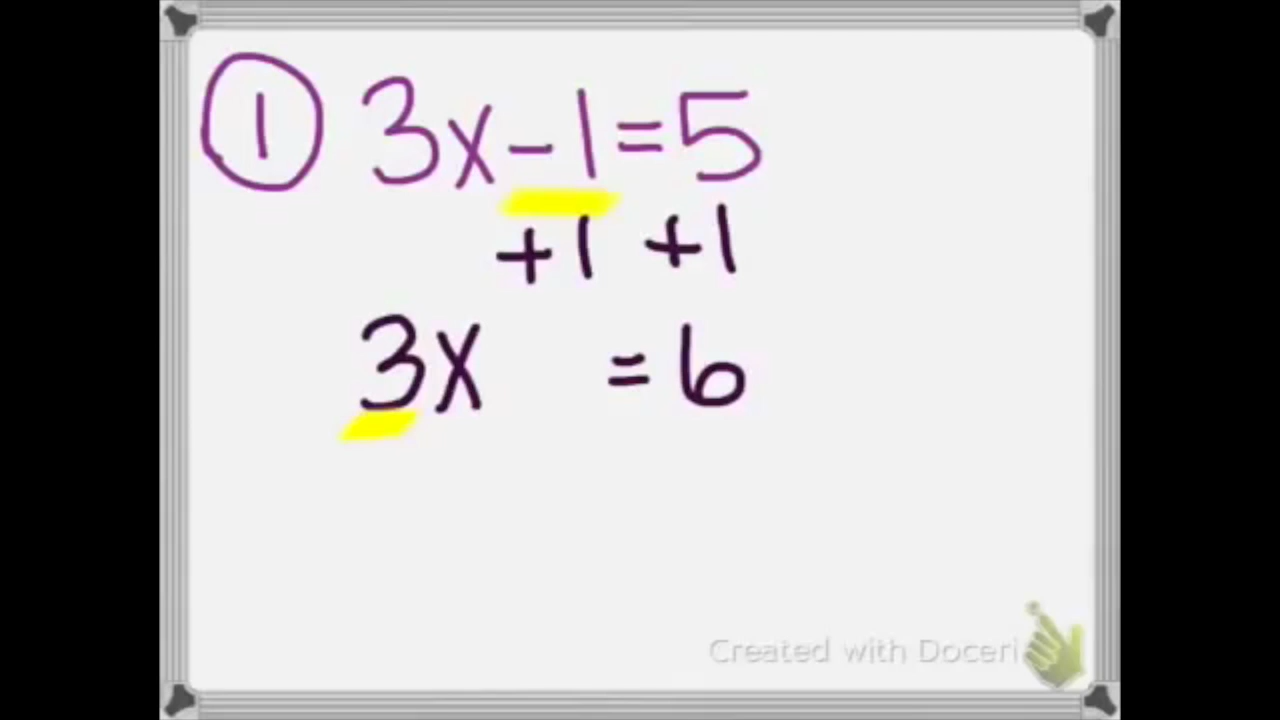 ① 3x-1=5
+1 +1
3x =6
Created with Doceri